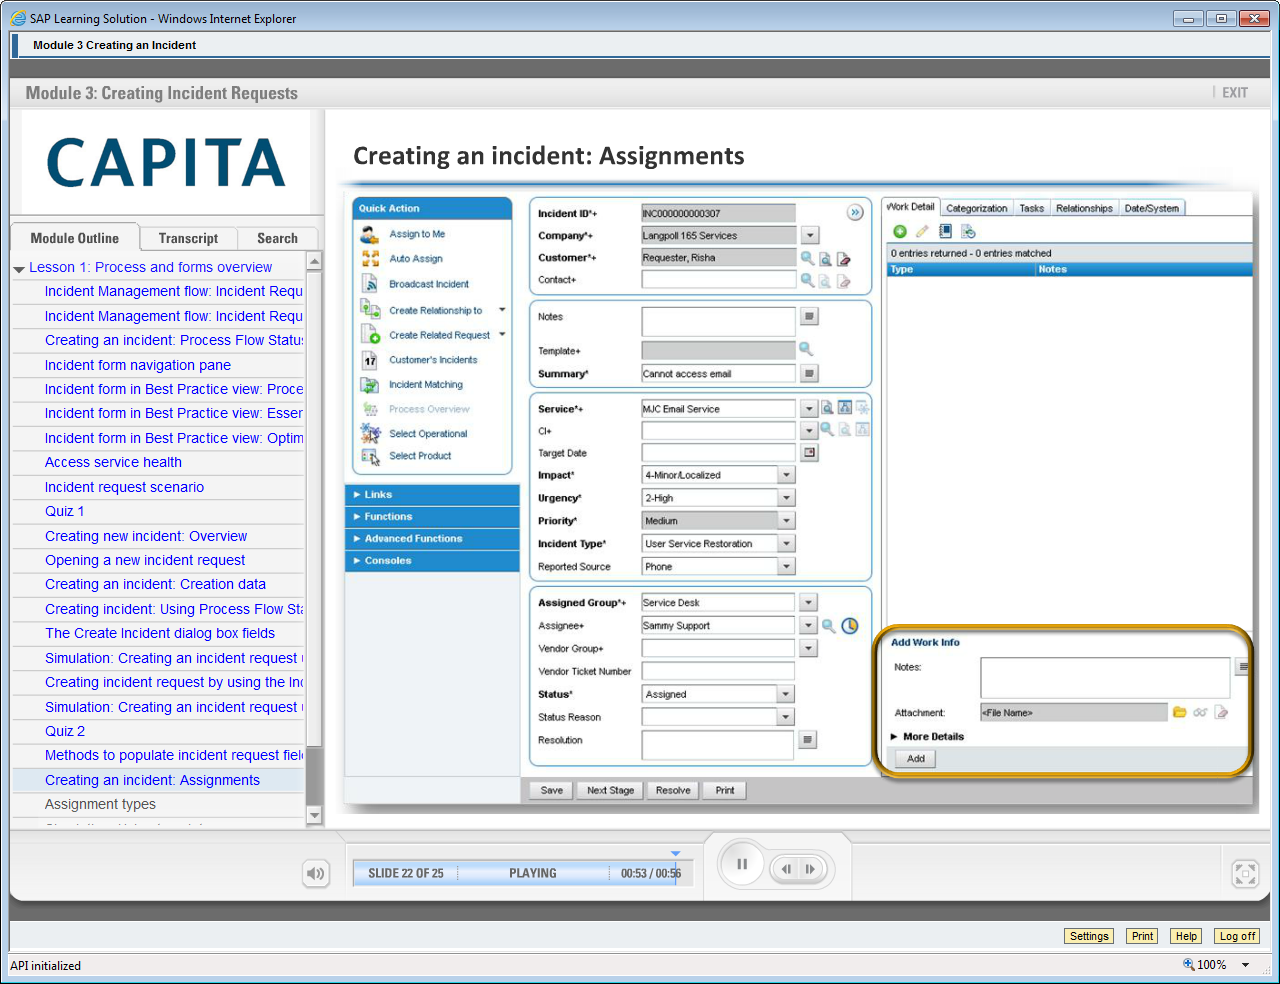 SAP Learning Solution - Windows Internet Explorer
Module 3 Creating an Incident
Module 3: Creating Incident Requests
EXIT
CAPITA
Module Outline
Transcript
Search
Lesson 1: Process and forms overview
Incident Management flow: Incident Requ
Incident Management flow: Incident Requ
Creating an incident: Process Flow Status
Incident form navigation pane
Incident form in Best Practice view: Proce
Incident form in Best Practice view: Esser
Incident form in Best Practice view: Optim
Access service health
Incident request scenario
Quiz 1
Creating new incident: Overview
Opening a new incident request
Creating an incident: Creation data
Creating incident: Using Process Flow Sta
The Create Incident dialog box fields
Simulation: Creating an incident request u
Creating incident request by using the Inc
Simulation: Creating an incident request u
Quiz 2
Methods to populate incident request field
Creating an incident: Assignments
Assignment types
Creating an incident: Assignments
Quick Action
Assign to Me
Auto Assign
Broadcast Incident
Create Relationship to
Create Related Request
17
Customer's Incidents
Incident Matching
Process Overview
Select Operational
Select Product
Links
Functions
Advanced Functions
Consoles
Incident ID*+ INC000000000307
Company*+ Langpoll 165 Services
Customer*+ Requester, Risha
Contact+
Notes
Template+
Summary* Cannot access email
Service*+ MJC Email Service
CI+
Target Date
Impact* 4-Minor/Localized
Urgency* 2-High
Priority* Medium
Incident Type* User Service Restoration
Reported Source Phone
Assigned Group*+ Service Desk
Assignee+ Sammy Support
Vendor Group+
Vendor Ticket Number
Status* Assigned
Status Reason
Resolution
Save
Next Stage
Resolve
Print
Work Detail
Categorization
Tasks
Relationships
Date/System
0 entries returned - 0 entries matched
Type Notes
Add Work Info
Notes:
Attachment: <File Name>
More Details
Add
SLIDE 22 OF 25
PLAYING
00:53 / 00:56
Settings
Print
Help
Log off
API initialized
100%